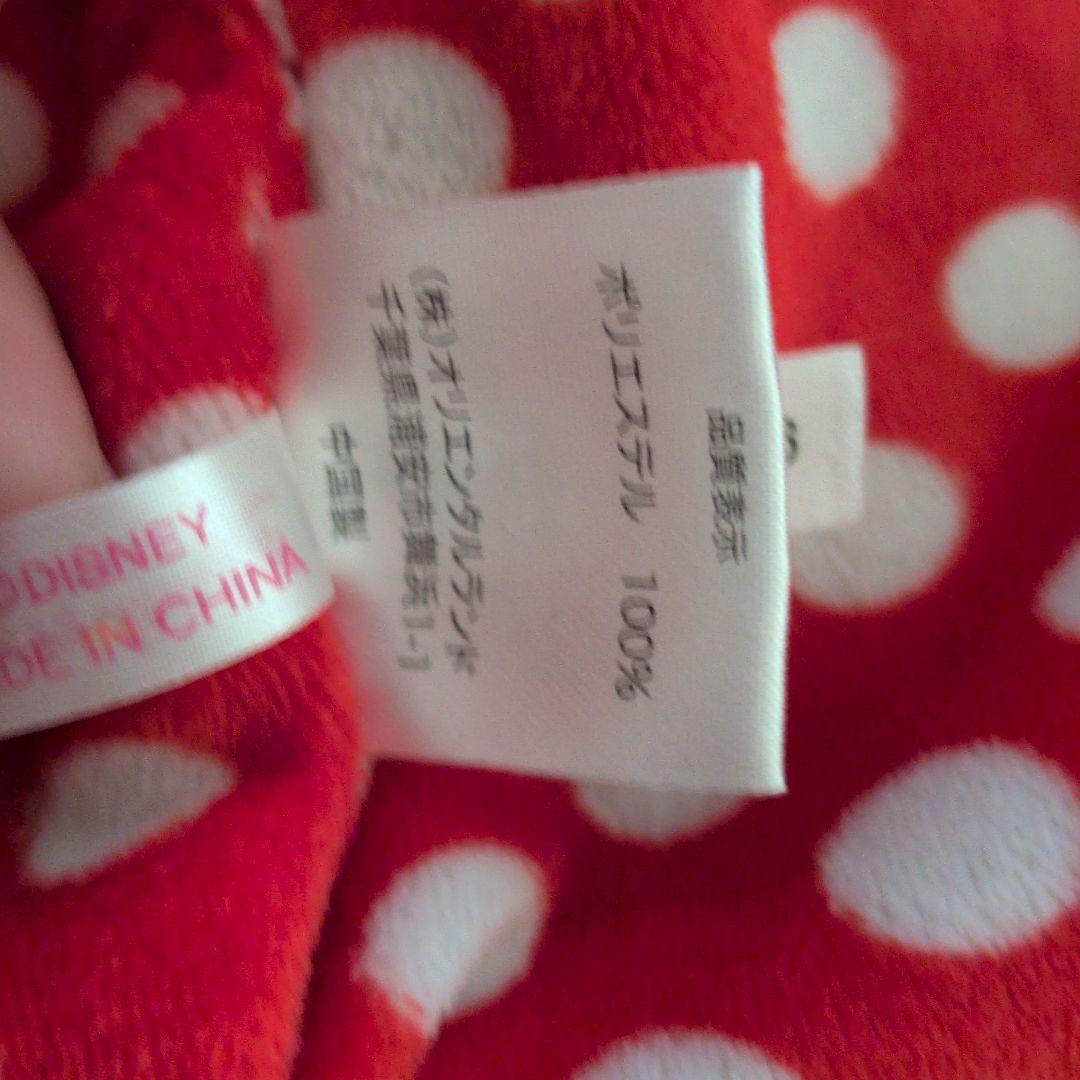 品質表示
ポリエステル 100%
(株)オリエンタルランド
千葉県浦安市舞浜1-1
中国製
©DISNEY
MADE IN CHINA